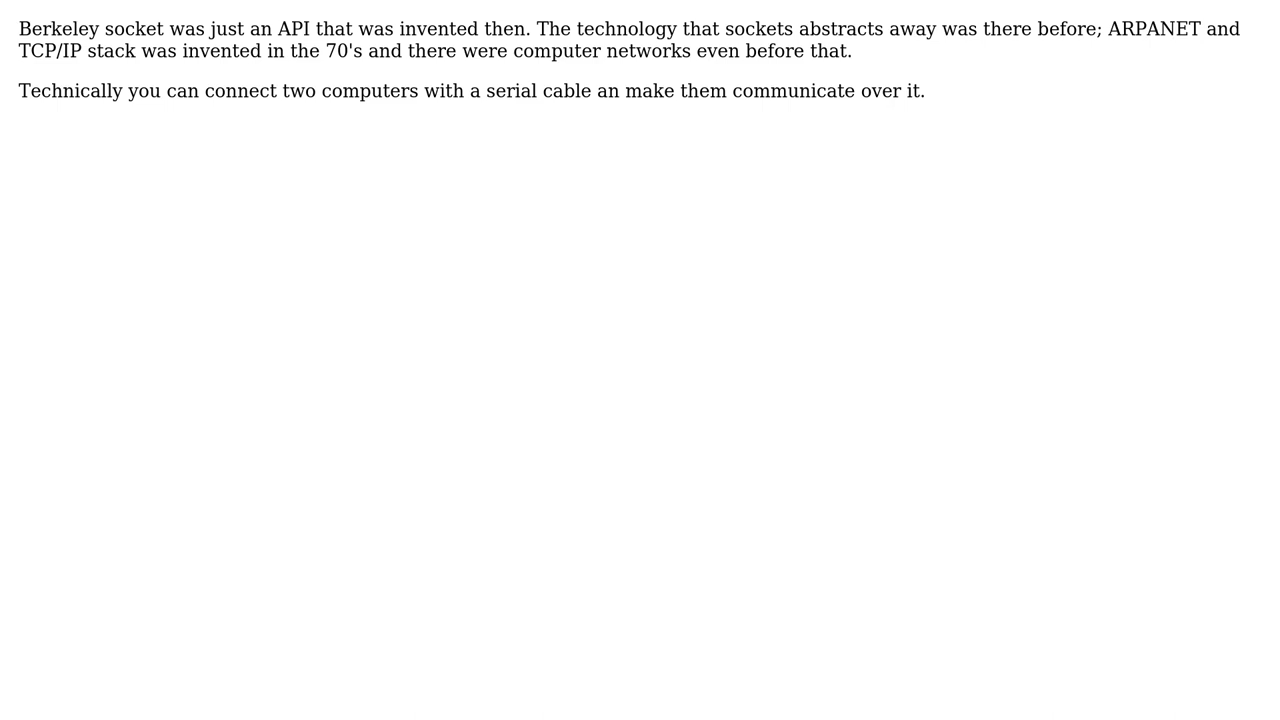 Berkeley socket was just an API that was invented then. The technology that sockets abstracts away was there before; ARPANET and
TCP/IP stack was invented in the 70's and there were computer networks even before that.
Technically you can connect two computers with a serial cable an make them communicate over it.